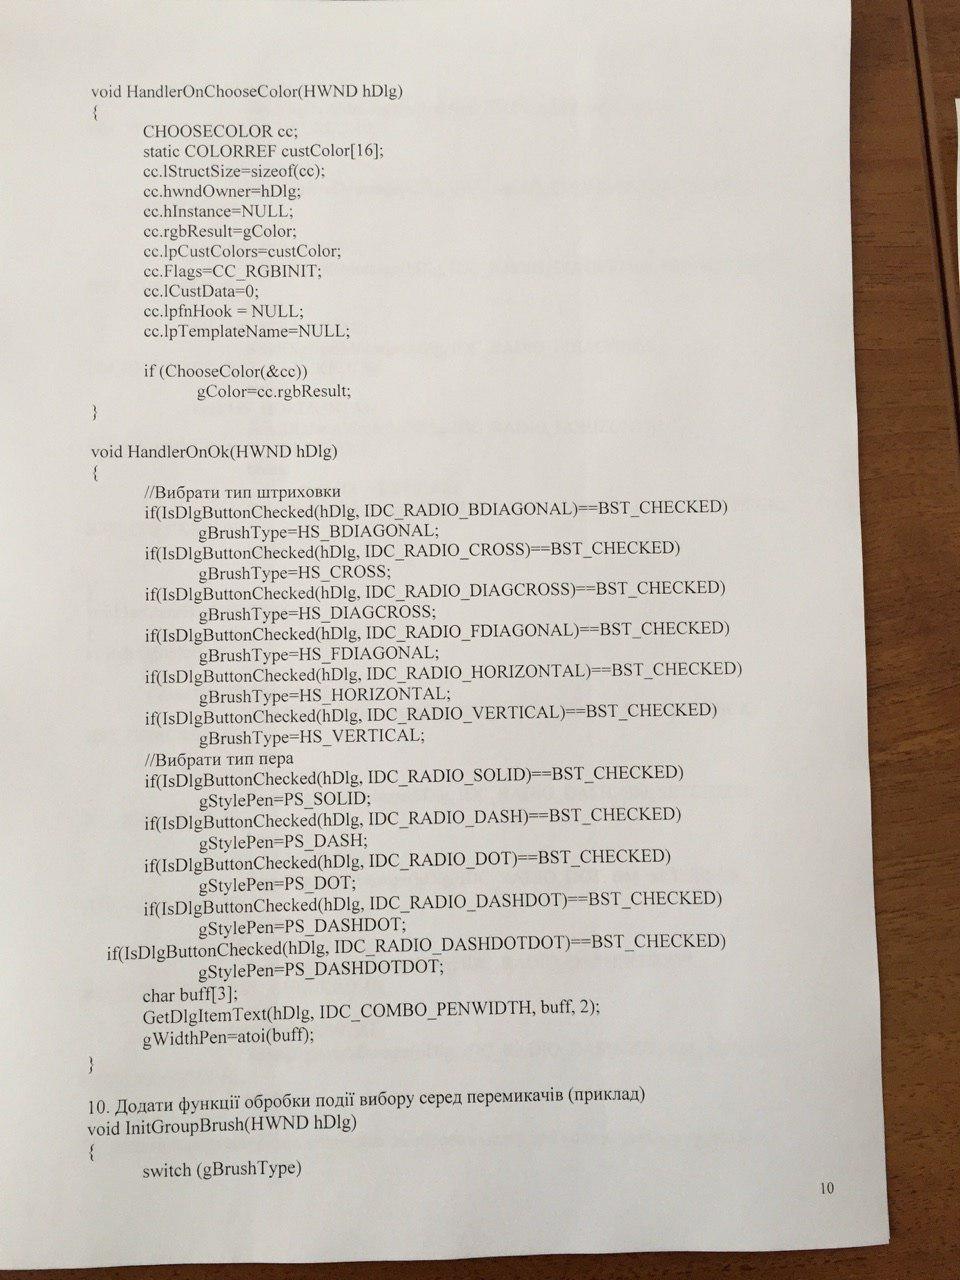 void HandlerOnChooseColor(HWND hDlg)
{
CHOOSECOLOR cc;
static COLORREF custColor[16];
cc.lStructSize=sizeof(cc);
cc.hwndOwner=hDlg;
cc.hInstance=NULL;
cc.rgbResult=gColor;
cc.lpCustColors=custColor;
cc.Flags=CC_RGBINIT;
cc.lCustData=0;
cc.lpfnHook = NULL;
cc.lpTemplateName=NULL;
if (ChooseColor(&cc))
gColor=cc.rgbResult;
}
void HandlerOnOk(HWND hDlg)
{
//Вибрати тип штриховки
if(IsDlgButtonChecked(hDlg, IDC_RADIO_BDIAGONAL)==BST_CHECKED)
gBrushType=HS_BDIAGONAL;
if(IsDlgButtonChecked(hDlg, IDC_RADIO_CROSS)==BST_CHECKED)
gBrushType=HS_CROSS;
if(IsDlgButtonChecked(hDlg, IDC_RADIO_DIAGCROSS)==BST_CHECKED)
gBrushType=HS_DIAGCROSS;
if(IsDlgButtonChecked(hDlg, IDC_RADIO_FDIAGONAL)==BST_CHECKED)
gBrushType=HS_FDIAGONAL;
if(IsDlgButtonChecked(hDlg, IDC_RADIO_HORIZONTAL)==BST_CHECKED)
gBrushType=HS_HORIZONTAL;
if(IsDlgButtonChecked(hDlg, IDC_RADIO_VERTICAL)==BST_CHECKED)
gBrushType=HS_VERTICAL;
//Вибрати тип пера
if(IsDlgButtonChecked(hDlg, IDC_RADIO_SOLID)==BST_CHECKED)
gStylePen=PS_SOLID;
if(IsDlgButtonChecked(hDlg, IDC_RADIO_DASH)==BST_CHECKED)
gStylePen=PS_DASH;
if(IsDlgButtonChecked(hDlg, IDC_RADIO_DOT)==BST_CHECKED)
gStylePen=PS_DOT;
if(IsDlgButtonChecked(hDlg, IDC_RADIO_DASHDOT)==BST_CHECKED)
gStylePen=PS_DASHDOT;
if(IsDlgButtonChecked(hDlg, IDC_RADIO_DASHDOTDOT)==BST_CHECKED)
gStylePen=PS_DASHDOTDOT;
char buff[3];
GetDlgItemText(hDlg, IDC_COMBO_PENWIDTH, buff, 2);
gWidthPen=atoi(buff);
}
10. Додати функції обробки події вибору серед перемикачів (приклад)
void InitGroupBrush(HWND hDlg)
{
switch (gBrushType)
10